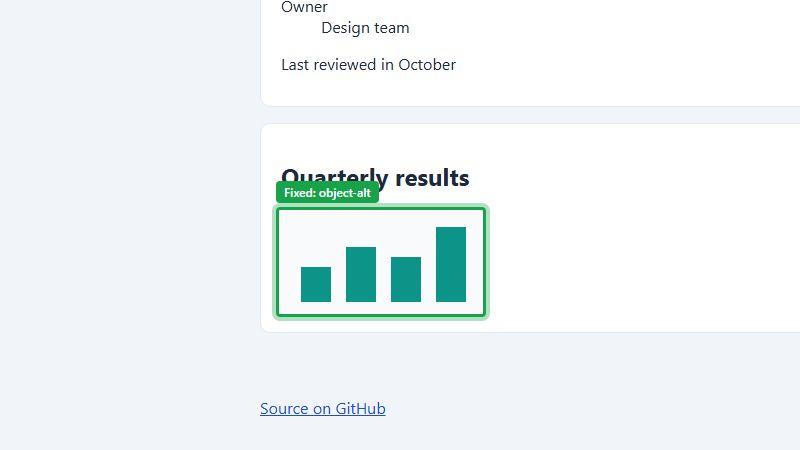 Owner
Design team
Last reviewed in October
Quarterly results
Fixed: object-alt
Source on GitHub